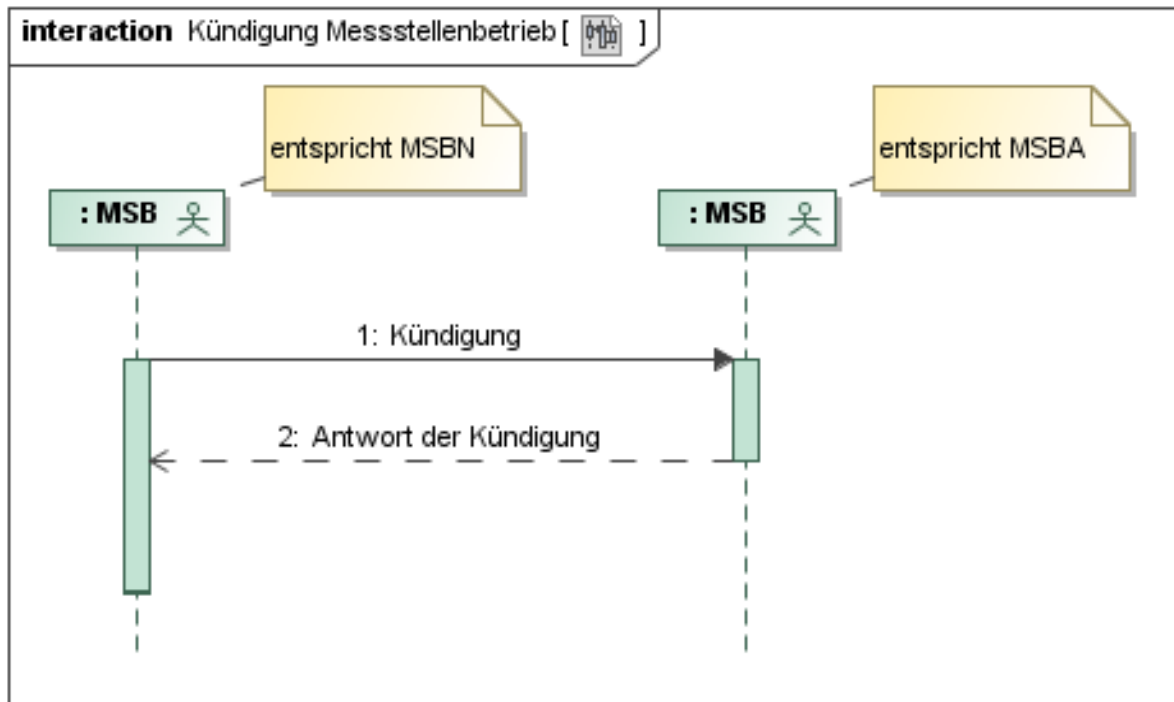 interaction Kündigung Messstellenbetrieb [ ]
entspricht MSBN
entspricht MSBA
: MSB
: MSB
1: Kündigung
2: Antwort der Kündigung